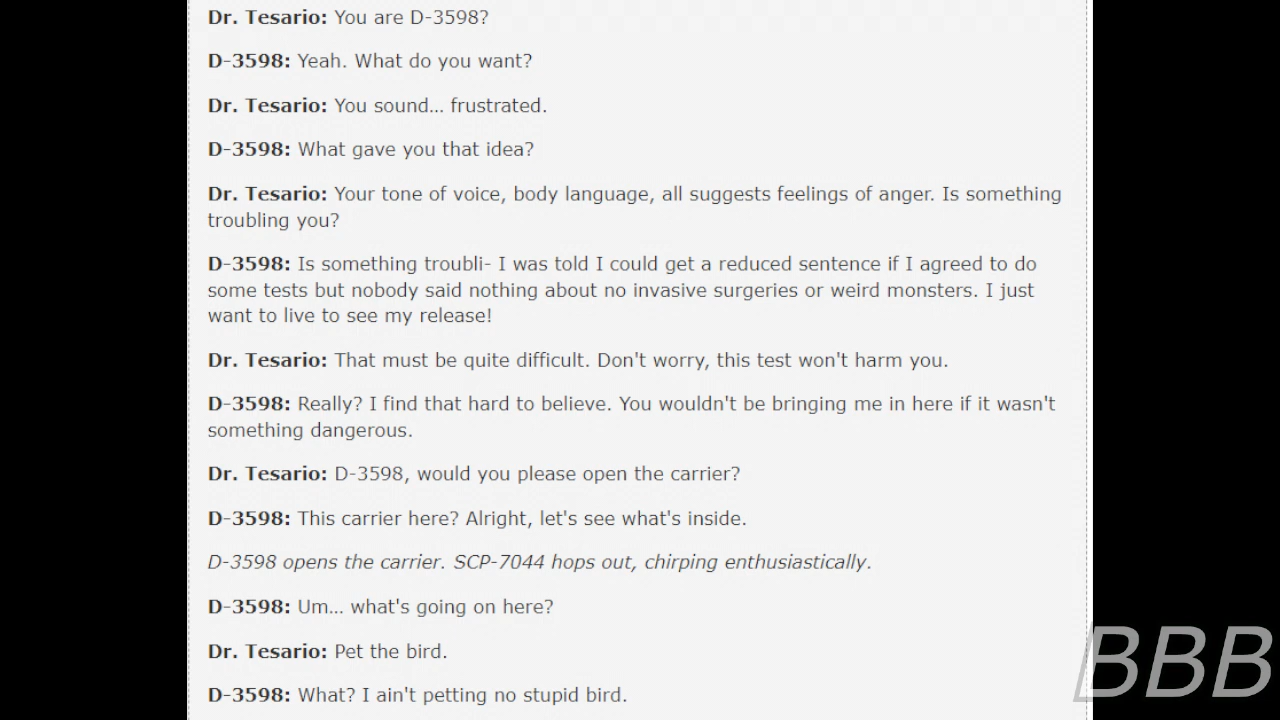 Dr. Tesario: You are D-3598?
D-3598: Yeah. What do you want?
Dr. Tesario: You sound... frustrated.
D-3598: What gave you that idea?
Dr. Tesario: Your tone of voice, body language, all suggests feelings of anger. Is something
troubling you?
D-3598: Is something troubli- I was told I could get a reduced sentence if I agreed to do
some tests but nobody said nothing about no invasive surgeries or weird monsters. I just
want to live to see my release!
Dr. Tesario: That must be quite difficult. Don't worry, this test won't harm you.
D-3598: Really? I find that hard to believe. You wouldn't be bringing me in here if it wasn't
something dangerous.
Dr. Tesario: D-3598, would you please open the carrier?
D-3598: This carrier here? Alright, let's see what's inside.
D-3598 opens the carrier. SCP-7044 hops out, chirping enthusiastically.
D-3598: Um... what's going on here?
Dr. Tesario: Pet the bird.
D-3598: What? I ain't petting no stupid bird.
BBB